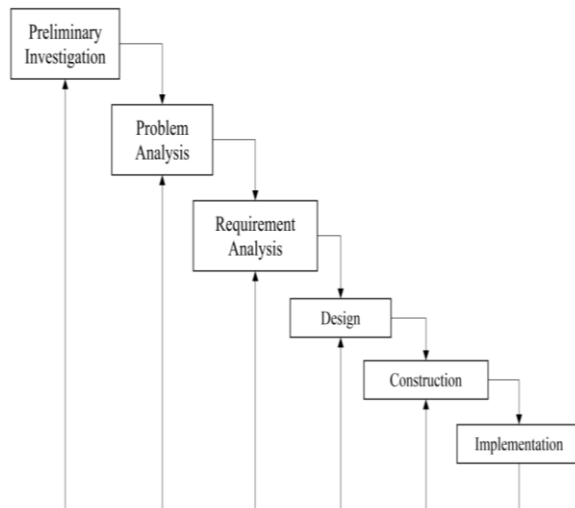 Preliminary
Investigation
Problem
Analysis
Requirement
Analysis
Design
Construction
Implementation